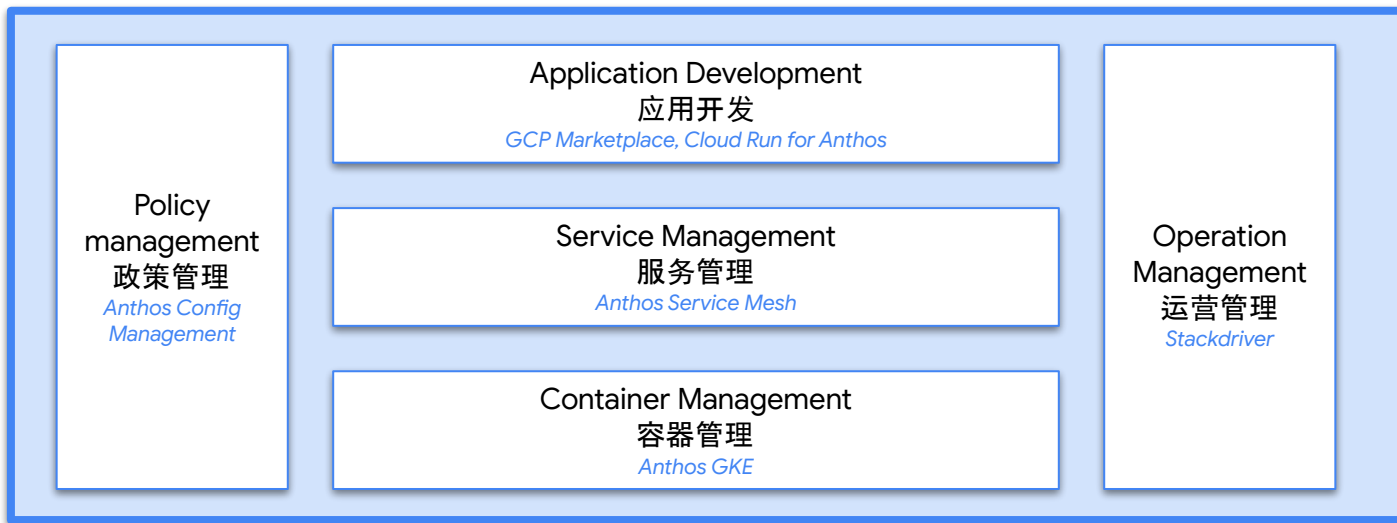 Policy
management
政策管理
Anthos Config
Management
Application Development
应用开发
GCP Marketplace, Cloud Run for Anthos
Service Management
服务管理
Anthos Service Mesh
Container Management
容器管理
Anthos GKE
Operation
Management
运营管理
Stackdriver